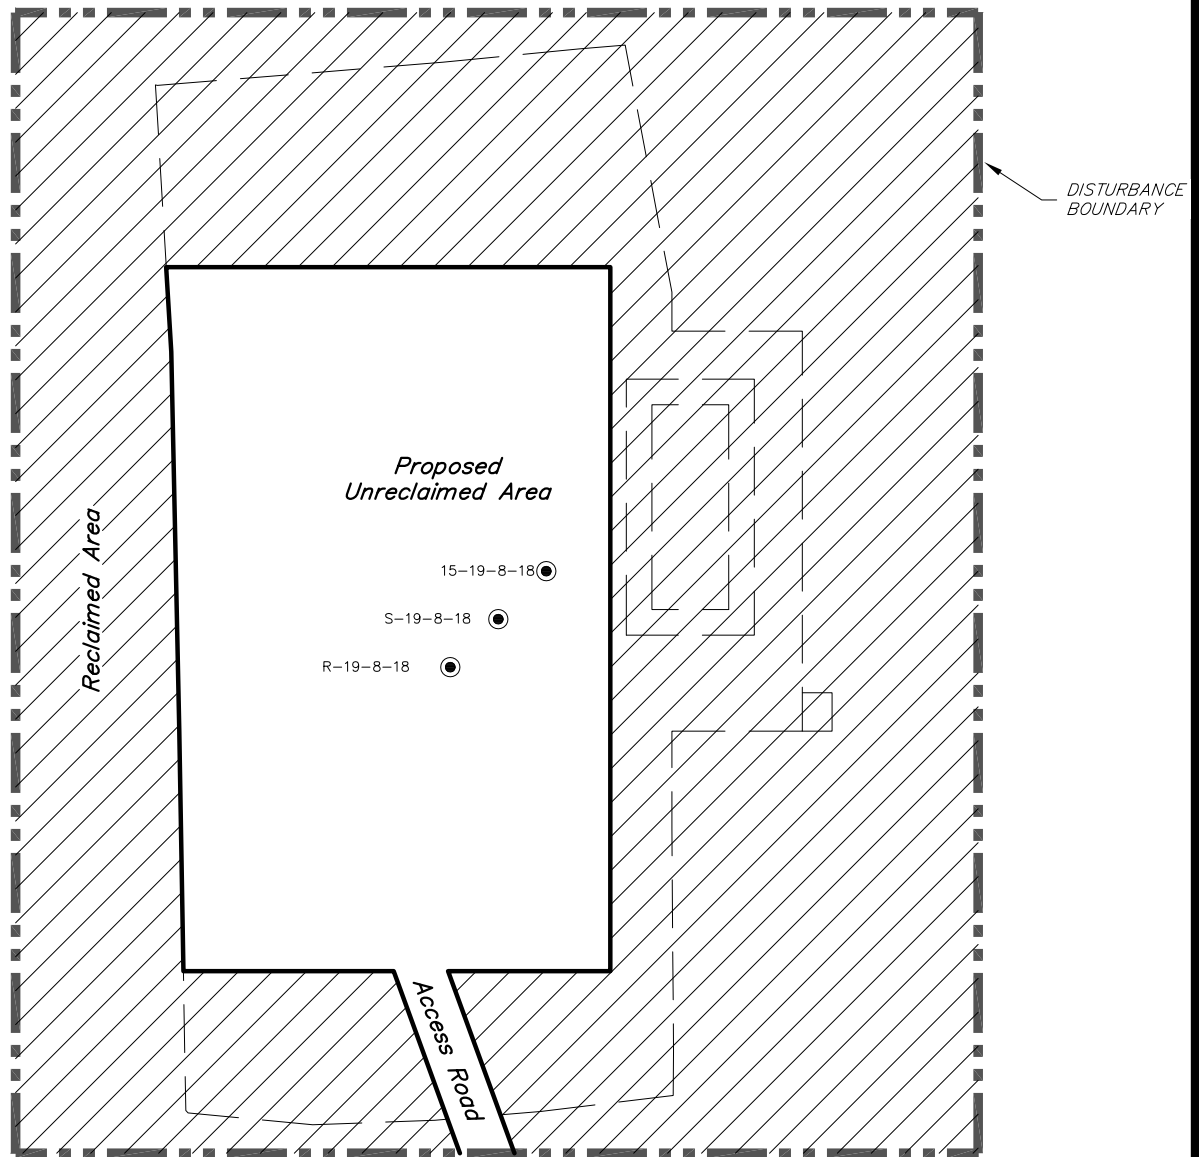 DISTURBANCE
BOUNDARY
Proposed
Unreclaimed Area
Reclaimed Area
15-19-8-18
S-19-8-18
R-19-8-18
Access Road